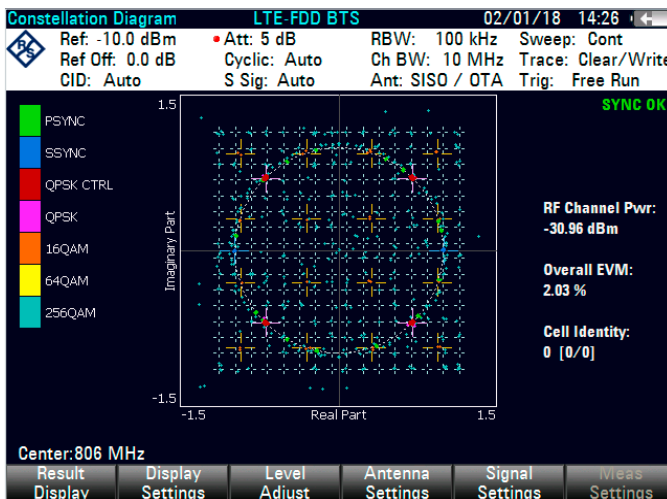 Constellation Diagram LTE-FDD BTS 02/01/18 14:26
R&S Ref: -10.0 dBm Att: 5 dB RBW: 100 kHz Sweep: Cont
Ref Off: 0.0 dB Cyclic: Auto Ch BW: 10 MHz Trace: Clear/Write
CID: Auto S Sig: Auto Ant: SISO / OTA Trig: Free Run
SYNC OK
PSYNC
SSYNC
QPSK CTRL
QPSK
16QAM
64QAM
256QAM
1.5
Imaginary Part
-1.5
-1.5 Real Part 1.5
RF Channel Pwr:
-30.96 dBm
Overall EVM:
2.03 %
Cell Identity:
0 [0/0]
Center:806 MHz
Result Display Level Antenna Signal Meas
Display Settings Adjust Settings Settings Settings